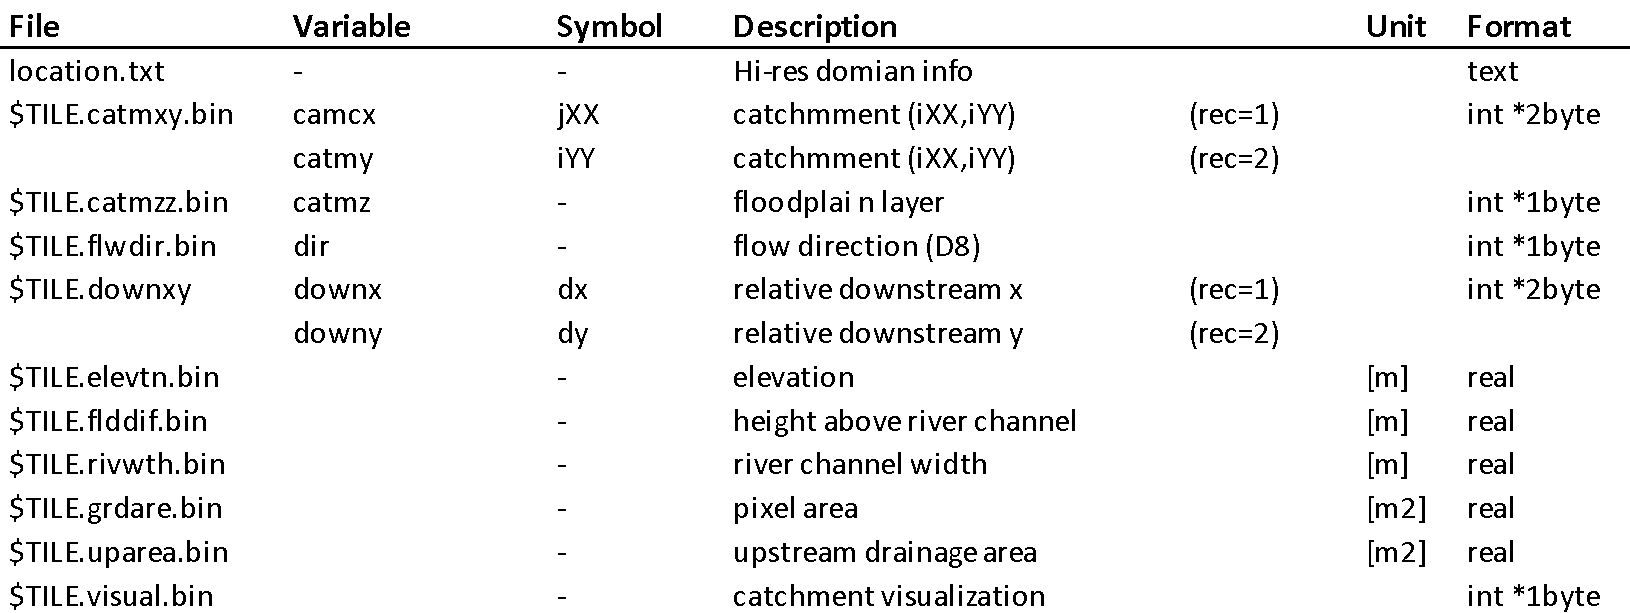 File Variable Symbol Description Unit Format
location.txt - - Hi-res domian info text
$TILE.catmxy.bin camcx jXX catchmment (iXX,iYY) (rec=1) int *2byte
catmy iYY catchmment (iXX,iYY) (rec=2)
$TILE.catmzz.bin catmz - floodplai n layer int *1byte
$TILE.flwdir.bin dir - flow direction (D8) int *1byte
$TILE.downxy downx dx relative downstream x (rec=1) int *2byte
downy dy relative downstream y (rec=2)
$TILE.elevtn.bin - elevation [m] real
$TILE.flddif.bin - height above river channel [m] real
$TILE.rivwth.bin - river channel width [m] real
$TILE.grdare.bin - pixel area [m2] real
$TILE.uparea.bin - upstream drainage area [m2] real
$TILE.visual.bin - catchment visualization int *1byte